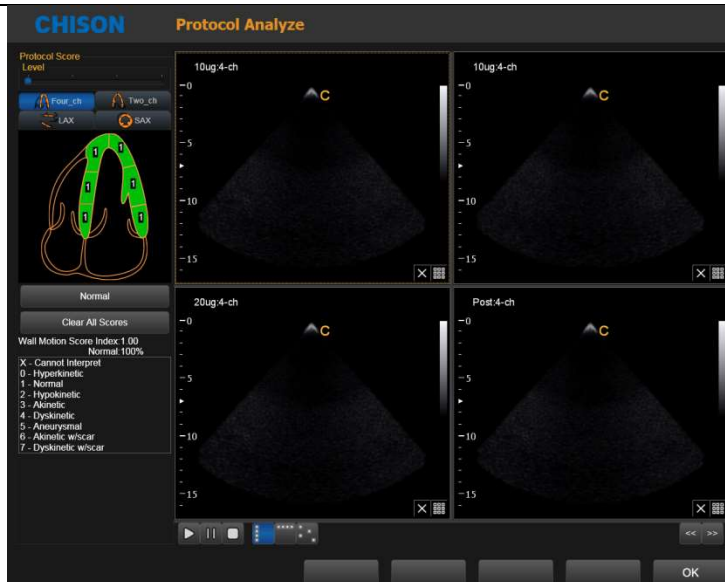 CHISON Protocol Analyze
Protocol Score
Level
Four_ch Two_ch
LAX SAX
1 1
1 1
1 1
Normal
Clear All Scores
Wall Motion Score Index:1.00
Normal:100%
X - Cannot Interpret
0 - Hyperkinetic
1 - Normal
2 - Hypokinetic
3 - Akinetic
4 - Dyskinetic
5 - Aneurysmal
6 - Akinetic w/scar
7 - Dyskinetic w/scar
10ug:4-ch
0
C
5
10
15
10ug:4-ch
0
C
5
10
15
20ug:4-ch
0
C
5
10
15
Post:4-ch
0
C
5
10
15
<< >>
OK